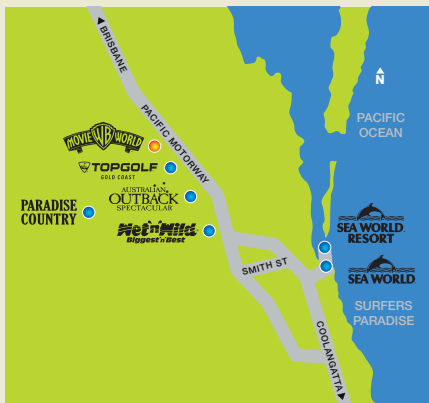 BRISBANE
PACIFIC MOTORWAY
N
PACIFIC
OCEAN
MOVIE WB WORLD
TOPGOLF
GOLD COAST
AUSTRALIAN
OUTBACK
SPECTACULAR
PARADISE
COUNTRY
Wet'n'Wild
Biggest'n'Best
SMITH ST
SEA WORLD
RESORT
SEA WORLD
SURFERS
PARADISE
COOLANGATTA